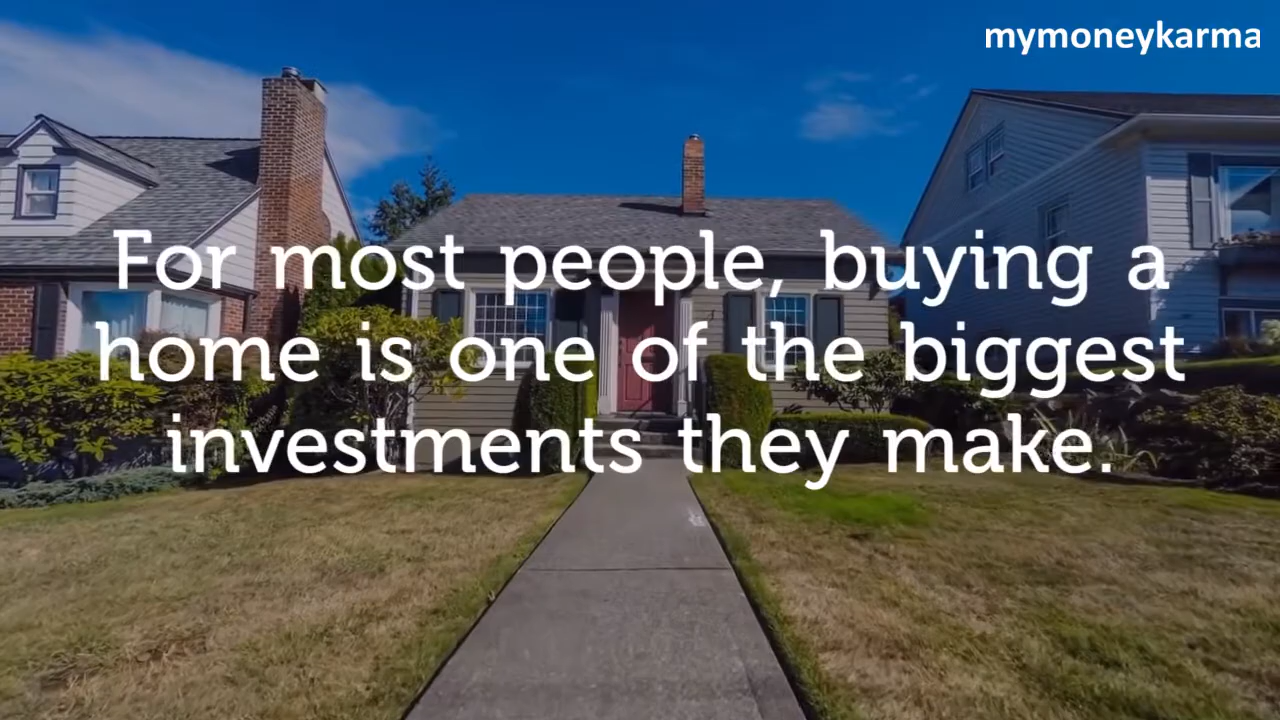 mymoneykarma
For most people, buying a
home is one of the biggest
investments they make.